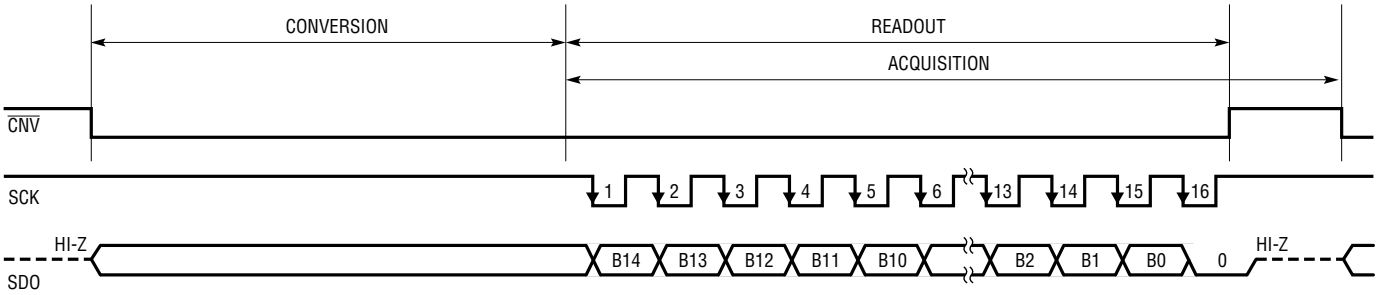 CONVERSION READOUT
ACQUISITION
C̅N̅V̅
SCK 1 2 3 4 5 6 13 14 15 16
HI-Z B14 B13 B12 B11 B10 B2 B1 B0 0 HI-Z
SDO